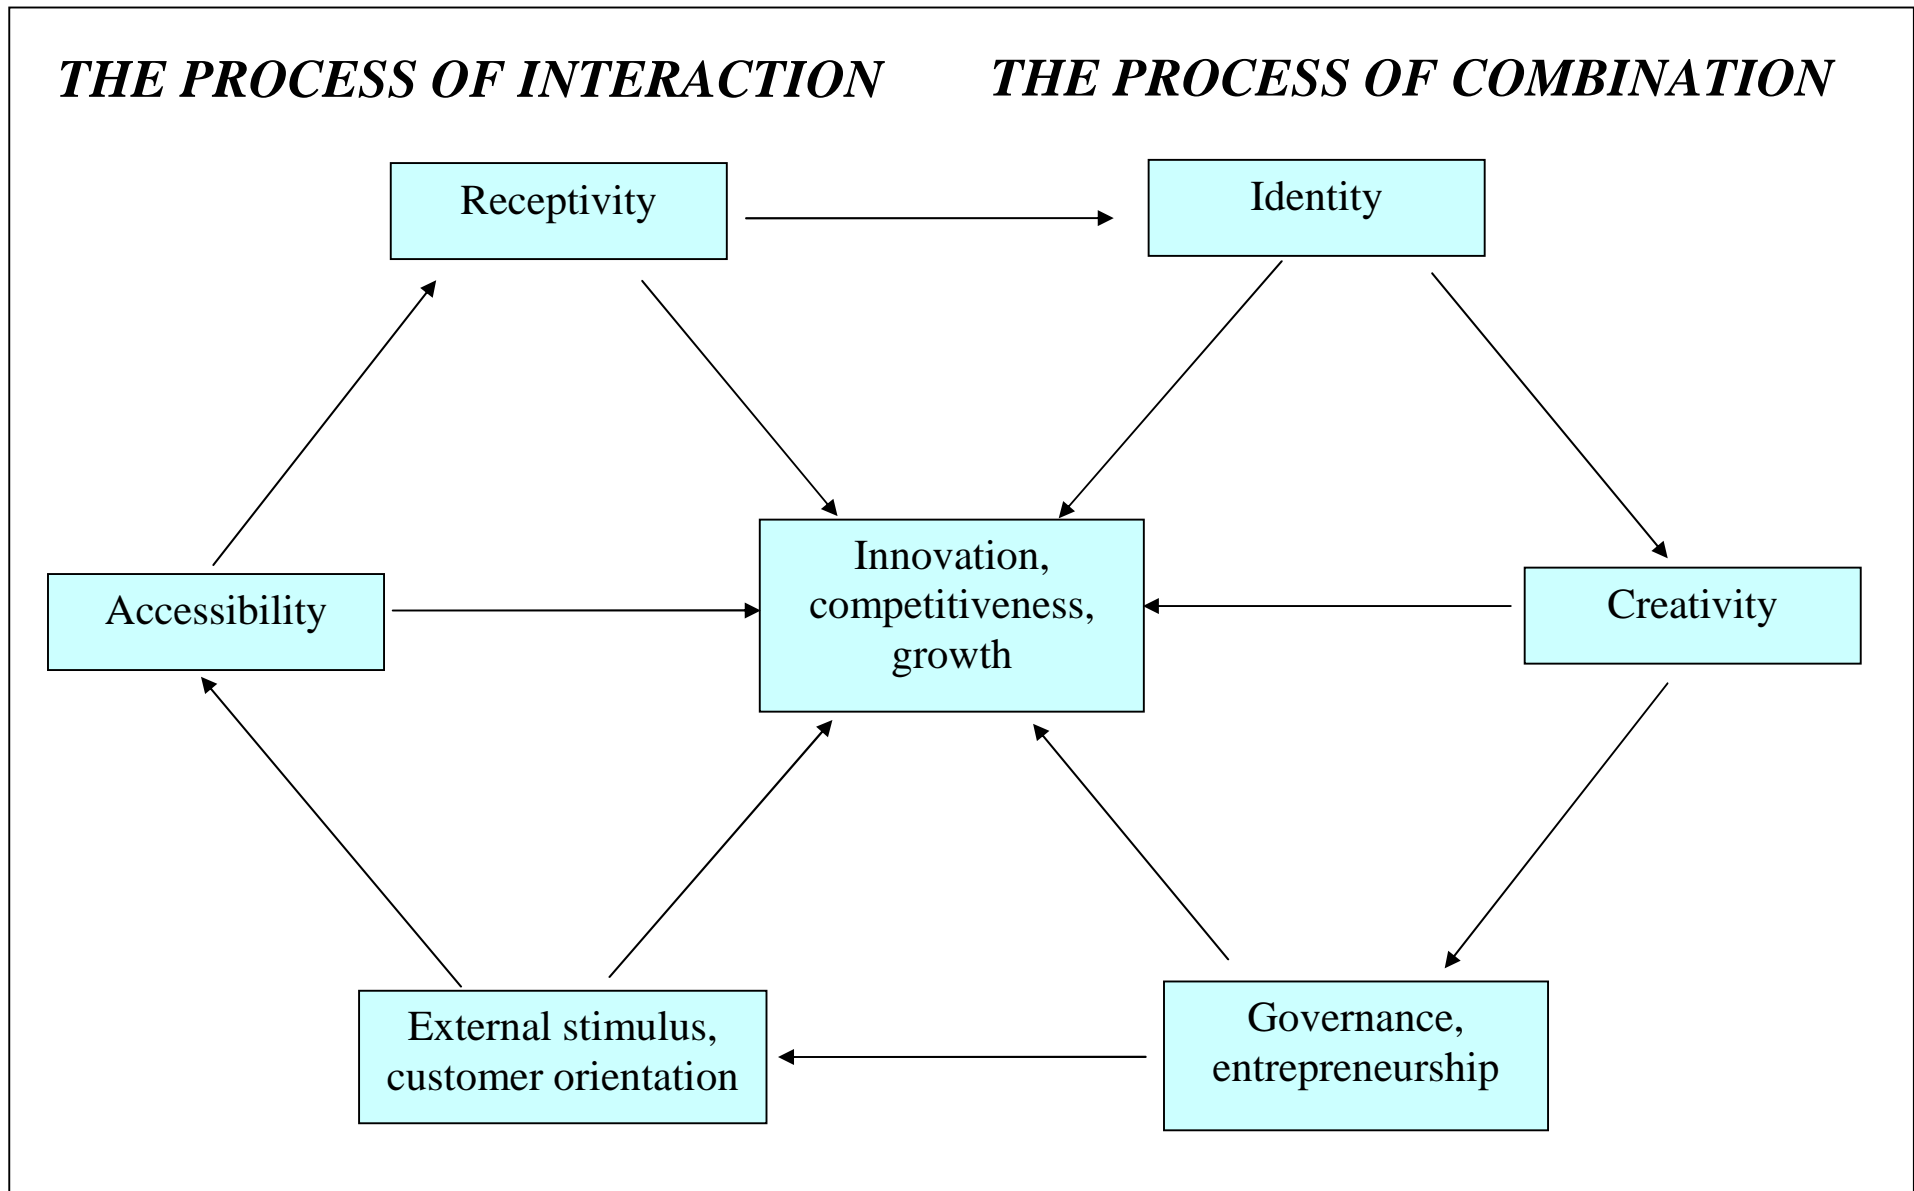 THE PROCESS OF INTERACTION
THE PROCESS OF COMBINATION
Receptivity
Identity
Innovation,
competitiveness,
growth
Accessibility
Creativity
External stimulus,
customer orientation
Governance,
entrepreneurship